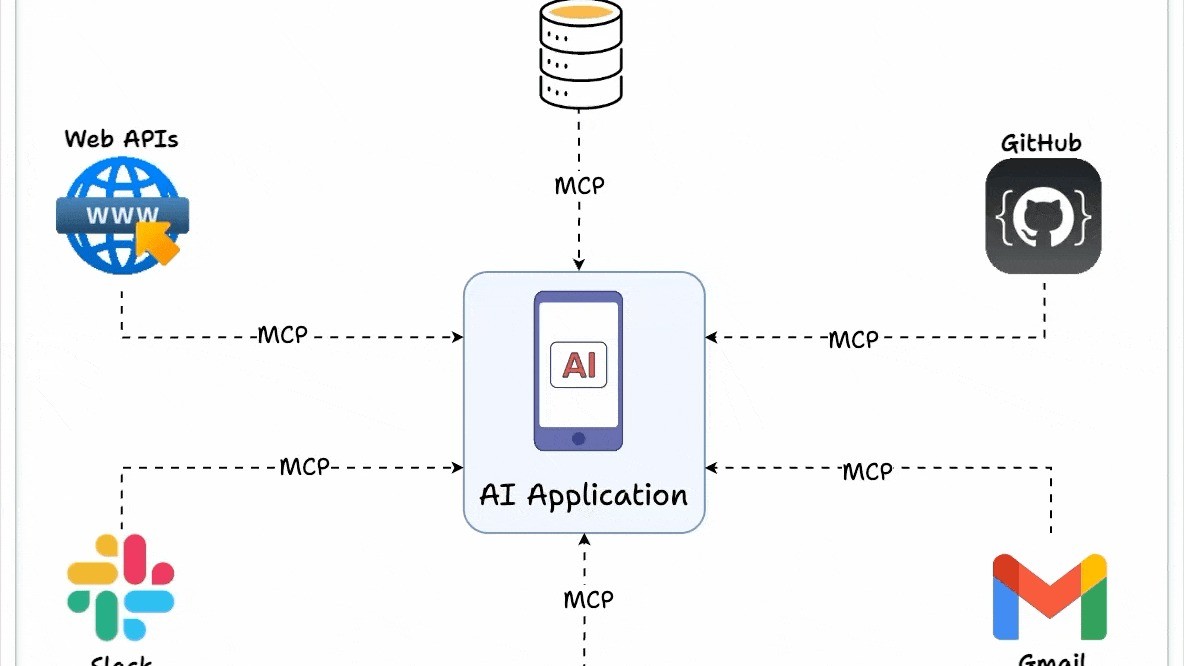 Web APIs
GitHub
WWW
MCP
MCP
MCP
AI
MCP
MCP
AI Application
MCP
Slack
Gmail